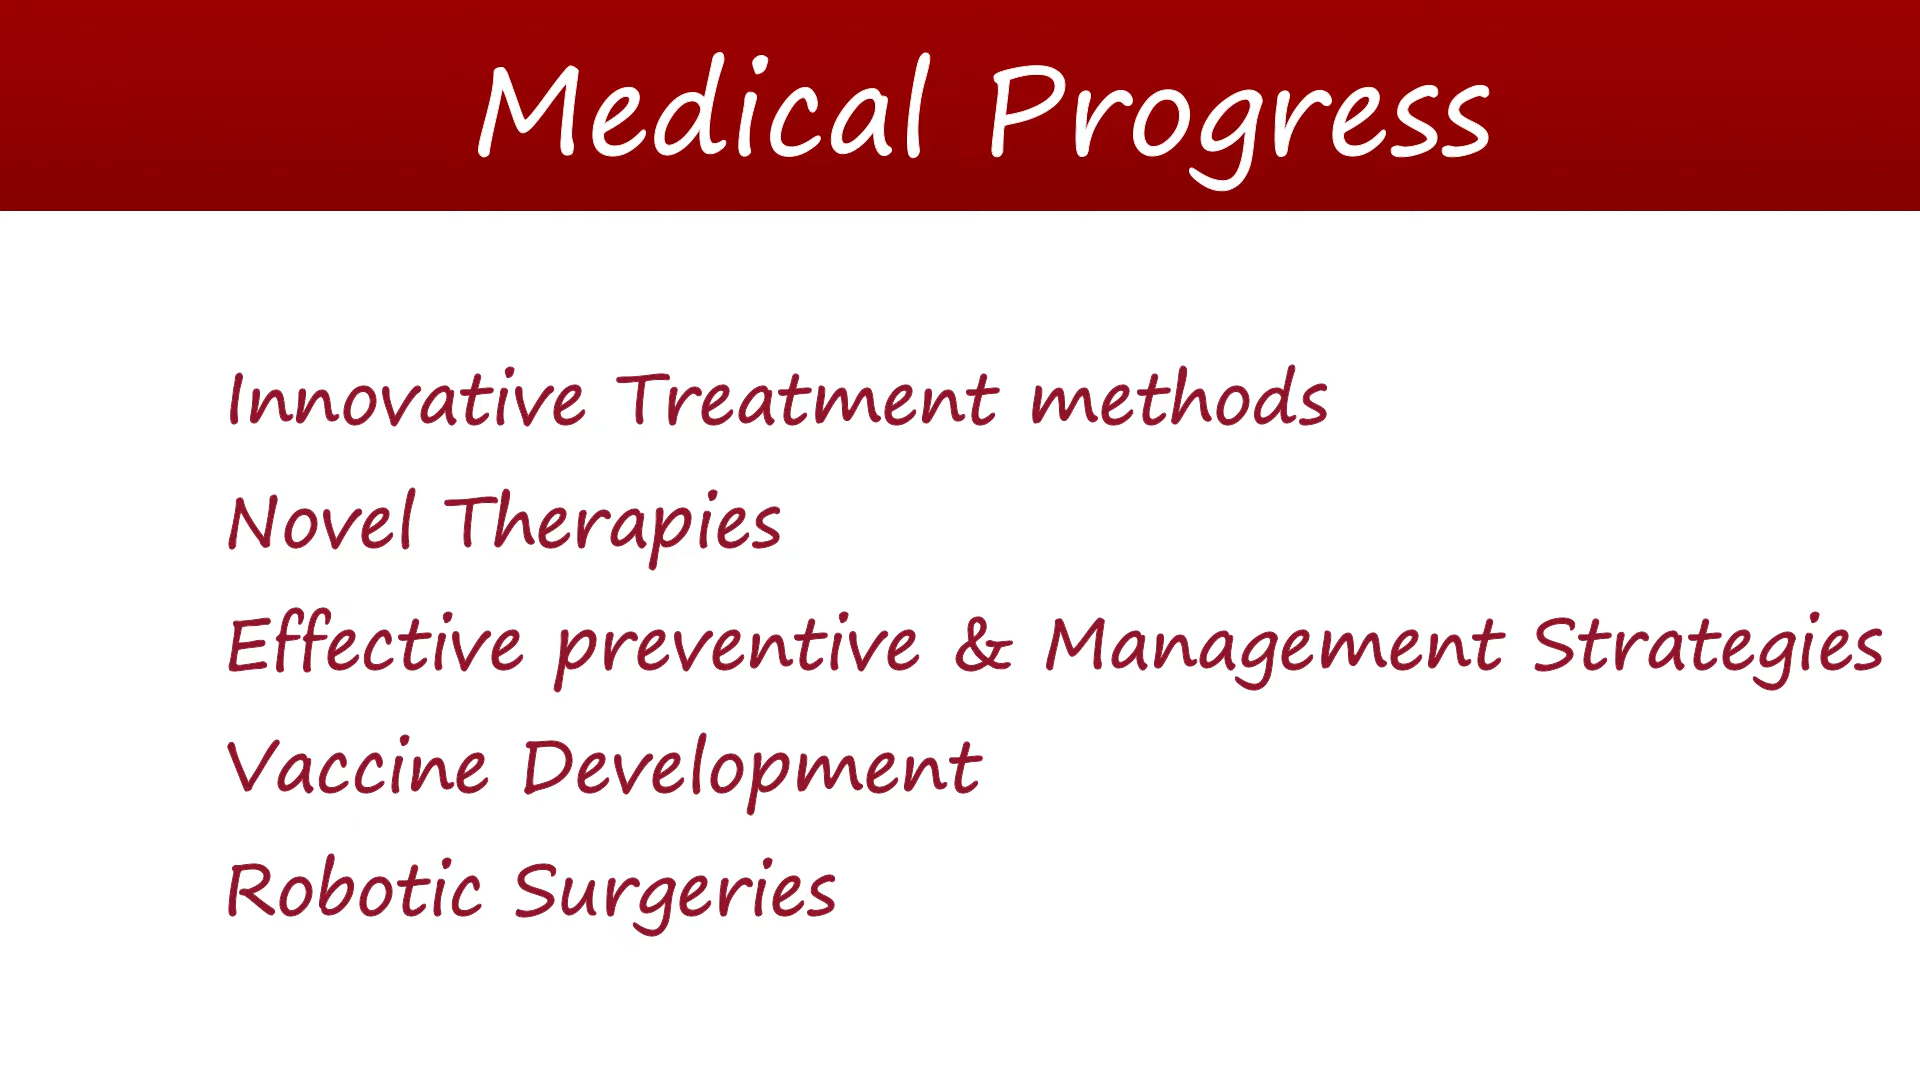 Medical Progress
Innovative Treatment methods
Novel Therapies
Effective preventive & Management Strategies
Vaccine Development
Robotic Surgeries